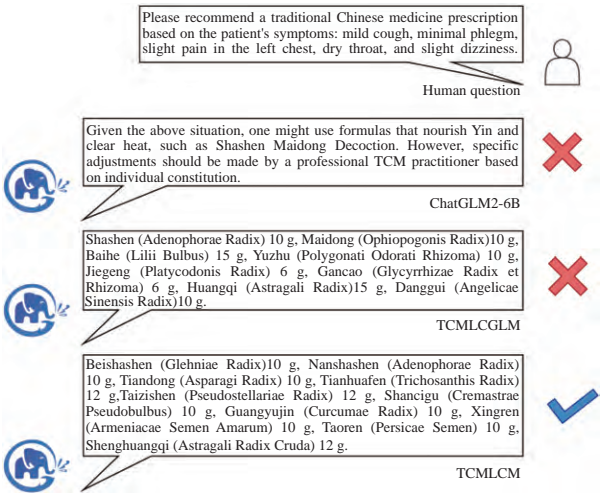 Please recommend a traditional Chinese medicine prescription
based on the patient's symptoms: mild cough, minimal phlegm,
slight pain in the left chest, dry throat, and slight dizziness.
Human question
Given the above situation, one might use formulas that nourish Yin and
clear heat, such as Shashen Maidong Decoction. However, specific
adjustments should be made by a professional TCM practitioner based
on individual constitution.
ChatGLM2-6B
Shashen (Adenophorae Radix) 10 g, Maidong (Ophiopogonis Radix)10 g,
Baihe (Lilii Bulbus) 15 g, Yuzhu (Polygonati Odorati Rhizoma) 10 g,
Jiegeng (Platycodonis Radix) 6 g, Gancao (Glycyrrhizae Radix et
Rhizoma) 6 g, Huangqi (Astragali Radix)15 g, Danggui (Angelicae
Sinensis Radix)10 g.
TCMLCGLM
Beishashen (Glehniae Radix)10 g, Nanshashen (Adenophorae Radix)
10 g, Tiandong (Asparagi Radix) 10 g, Tianhuafen (Trichosanthis Radix)
12 g,Taizishen (Pseudostellariae Radix) 12 g, Shancigu (Cremastrae
Pseudobulbus) 10 g, Guangyujin (Curcumae Radix) 10 g, Xingren
(Armeniacae Semen Amarum) 10 g, Taoren (Persicae Semen) 10 g,
Shenghuangqi (Astragali Radix Cruda) 12 g.
TCMLCM